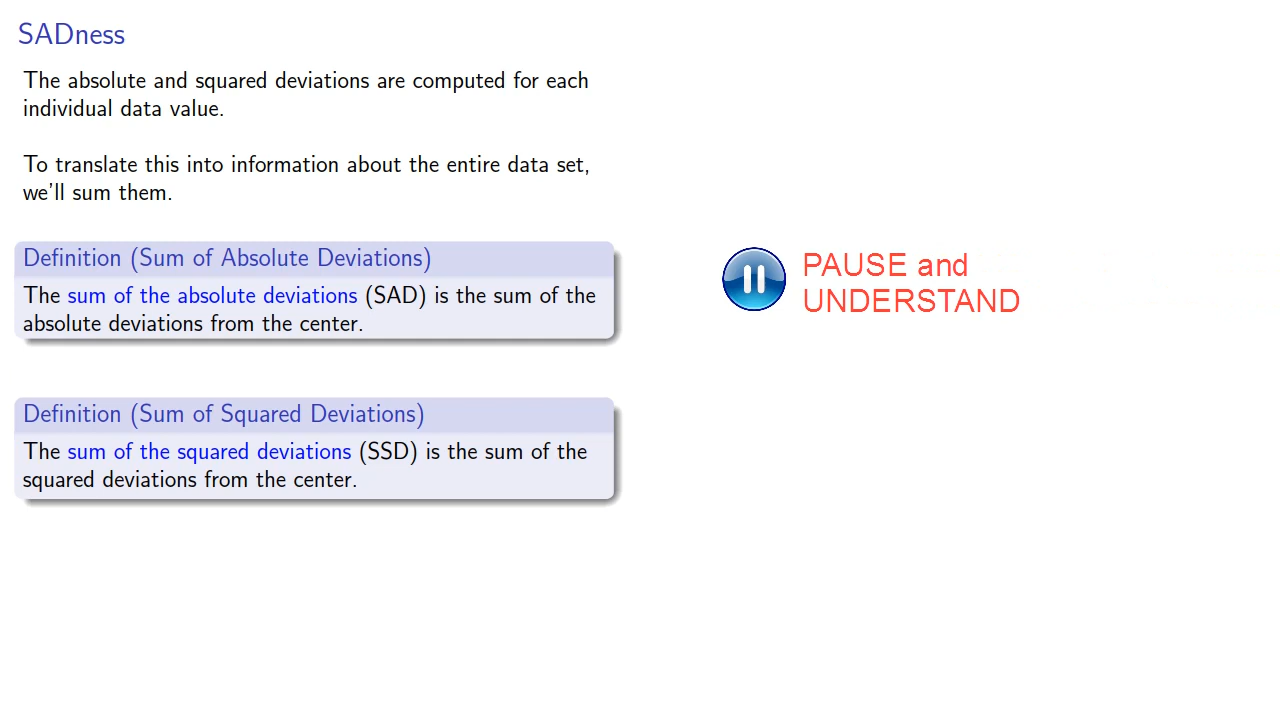 SADness
The absolute and squared deviations are computed for each
individual data value.
To translate this into information about the entire data set,
we'll sum them.
Definition (Sum of Absolute Deviations)
The sum of the absolute deviations (SAD) is the sum of the
absolute deviations from the center.
Definition (Sum of Squared Deviations)
The sum of the squared deviations (SSD) is the sum of the
squared deviations from the center.
PAUSE and
UNDERSTAND